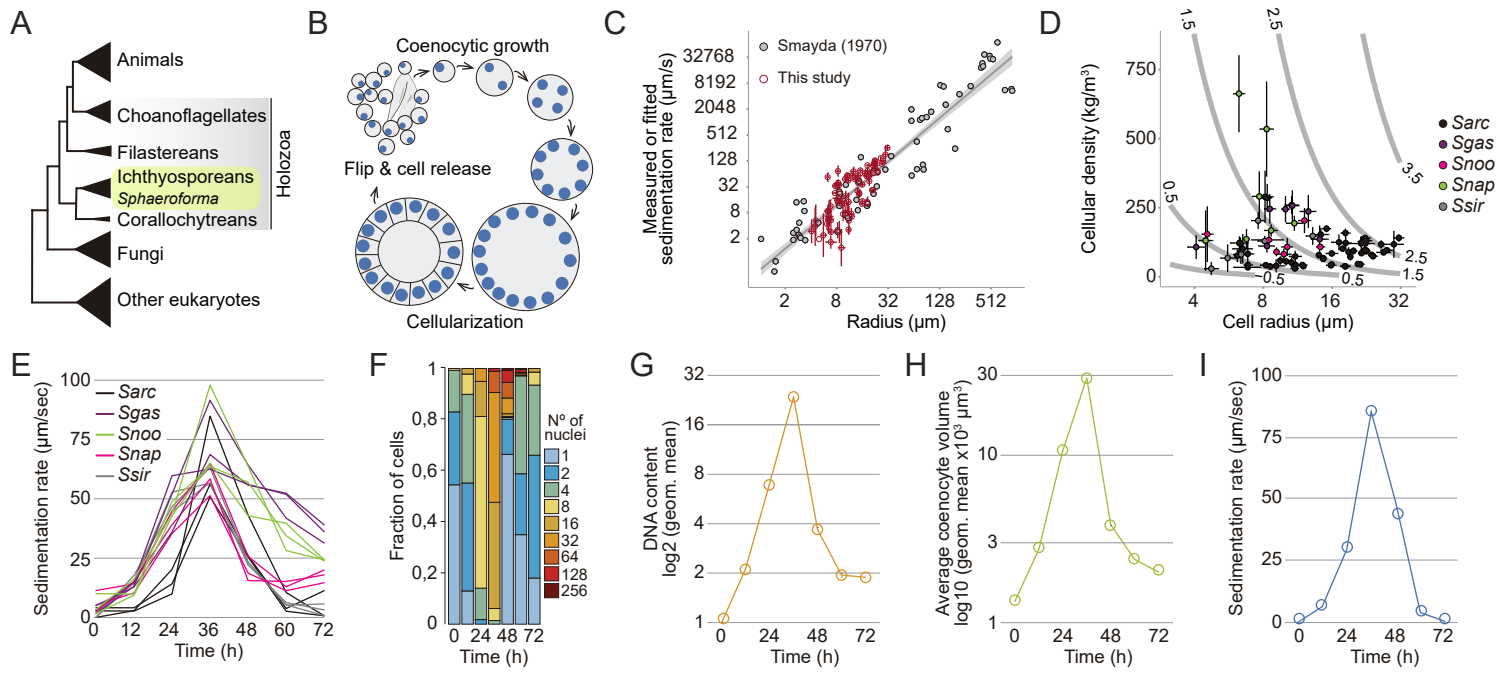 A
Animals
Choanoflagellates
Filastereans
Ichthyosporeans
Sphaeroforma
Corallochytreans
Fungi
Other eukaryotes
Holozoa
B
Coenocytic growth
Flip & cell release
Cellularization
C
Measured or fitted
sedimentation rate (µm/s)
32768
8192
2048
512
128
32
8
2
Smayda (1970)
This study
2
8
32
128
512
Radius (µm)
D
Cellular density (kg/m³)
750
500
250
0
1.5
2.5
3.5
0.5
2.5
1.5
0.5
0.5
4
8
16
32
Cell radius (µm)
Sarc
Sgas
Snoo
Snap
Ssir
E
Sedimentation rate (µm/sec)
100
75
50
25
0
Sarc
Sgas
Snoo
Snap
Ssir
0 12 24 36 48 60 72
Time (h)
F
Fraction of cells
1
0,8
0,6
0,4
0,2
0
0 24 48 72
Time (h)
Nº of
nuclei
1
2
4
8
16
32
64
128
256
G
DNA content
log2 (geom. mean)
32
16
8
4
2
1
0 24 48 72
Time (h)
H
Average coenocyte volume
log10 (geom. mean x10³ µm³)
30
10
3
1
0 24 48 72
Time (h)
I
Sedimentation rate (µm/sec)
100
75
50
25
0
0 24 48 72
Time (h)